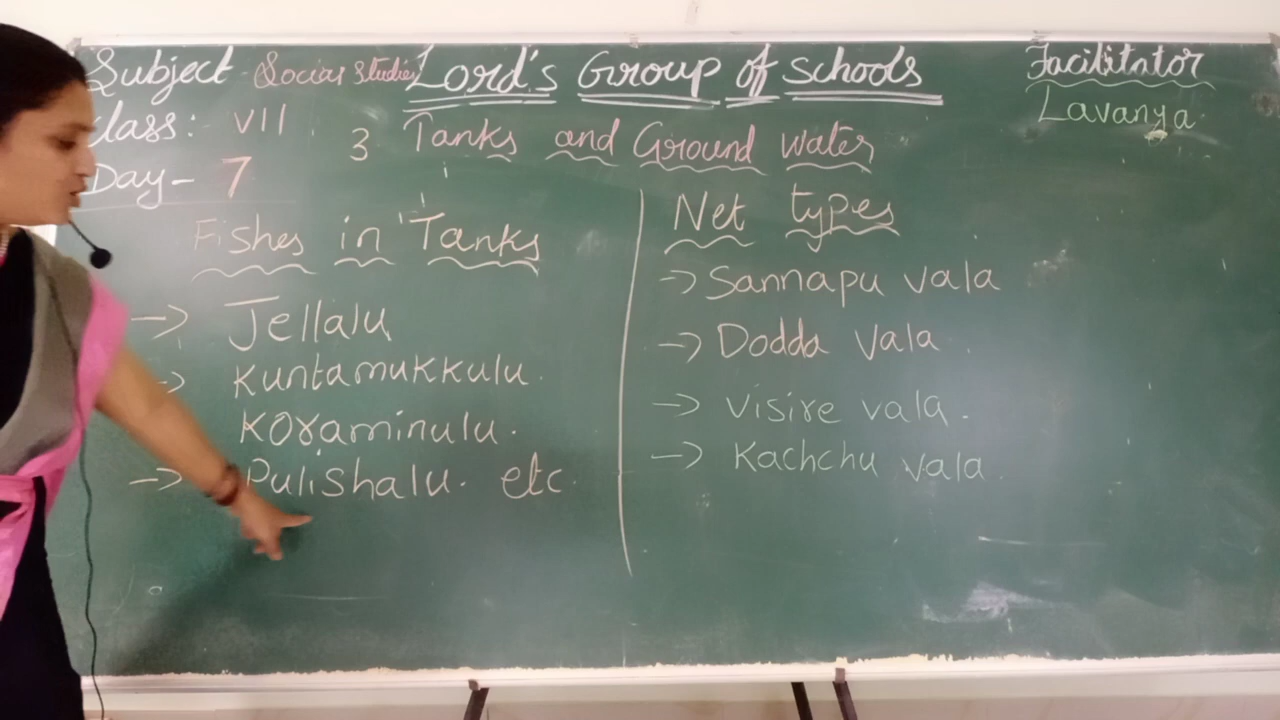 Subject - Social Studies
Lord's Group of schools
Facilitator
Lavanya
Class: VII
3 Tanks and Ground water
Day - 7
Fishes in Tanks
→ Jellalu
→ Kuntamukkulu.
Koraminulu.
→ Pulishalu. etc.
Net types
→ Sannapu vala
→ Dodda vala.
→ Visire vala.
→ Kachchu vala.